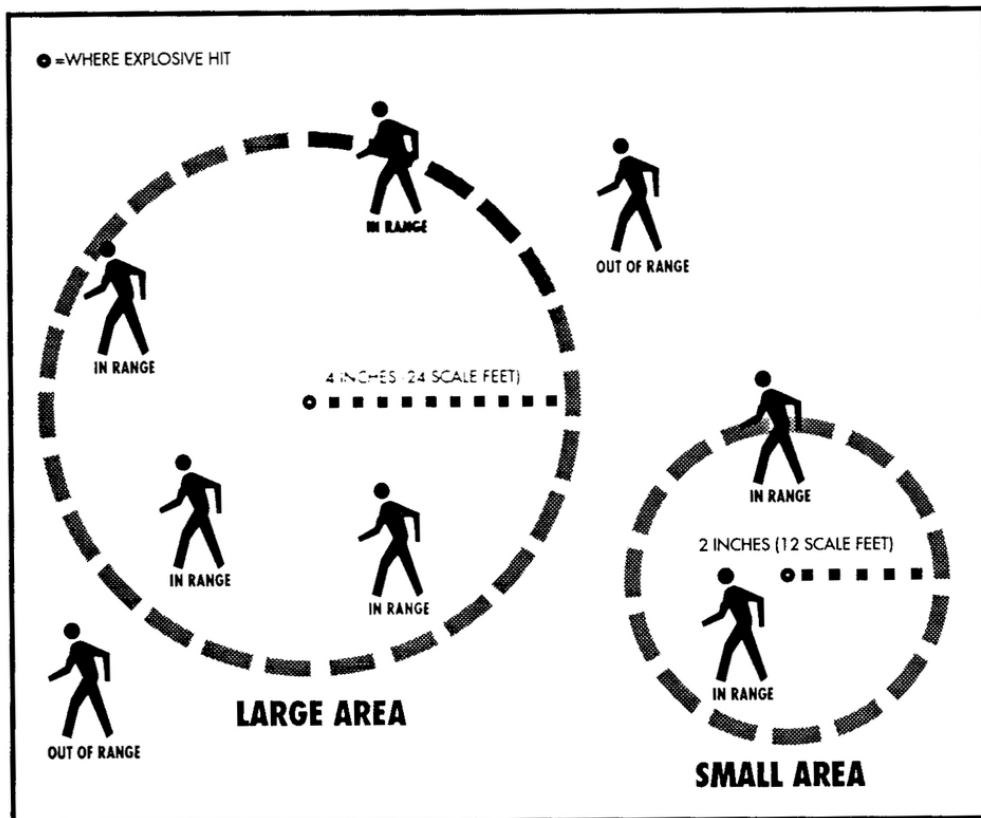 =WHERE EXPLOSIVE HIT
IN RANGE
OUT OF RANGE
IN RANGE
4 INCHES (24 SCALE FEET)
IN RANGE
2 INCHES (12 SCALE FEET)
IN RANGE
IN RANGE
IN RANGE
OUT OF RANGE
LARGE AREA
SMALL AREA